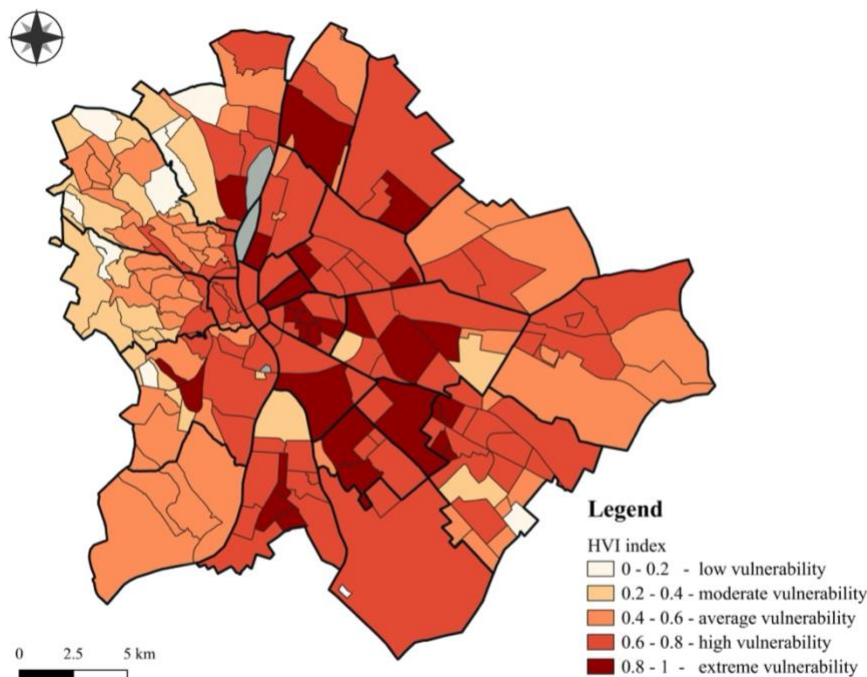 Legend
HVI index
0 - 0.2 - low vulnerability
0.2 - 0.4 - moderate vulnerability
0.4 - 0.6 - average vulnerability
0.6 - 0.8 - high vulnerability
0.8 - 1 - extreme vulnerability
0 2.5 5 km